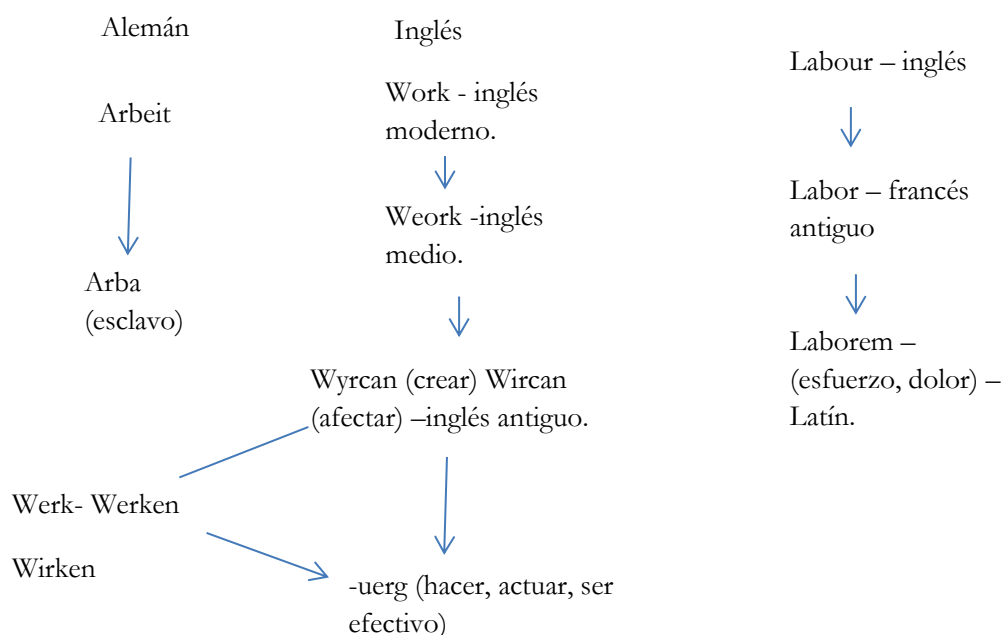 Alemán
Arbeit
Arba
(esclavo)
Inglés
Work - inglés
moderno.
Weork -inglés
medio.
Wyrcan (crear) Wircan
(afectar) –inglés antiguo.
Werk- Werken
Wirken
-uerg (hacer, actuar, ser
efectivo)
Labour – inglés
Labor – francés
antiguo
Laborem –
(esfuerzo, dolor) –
Latín.